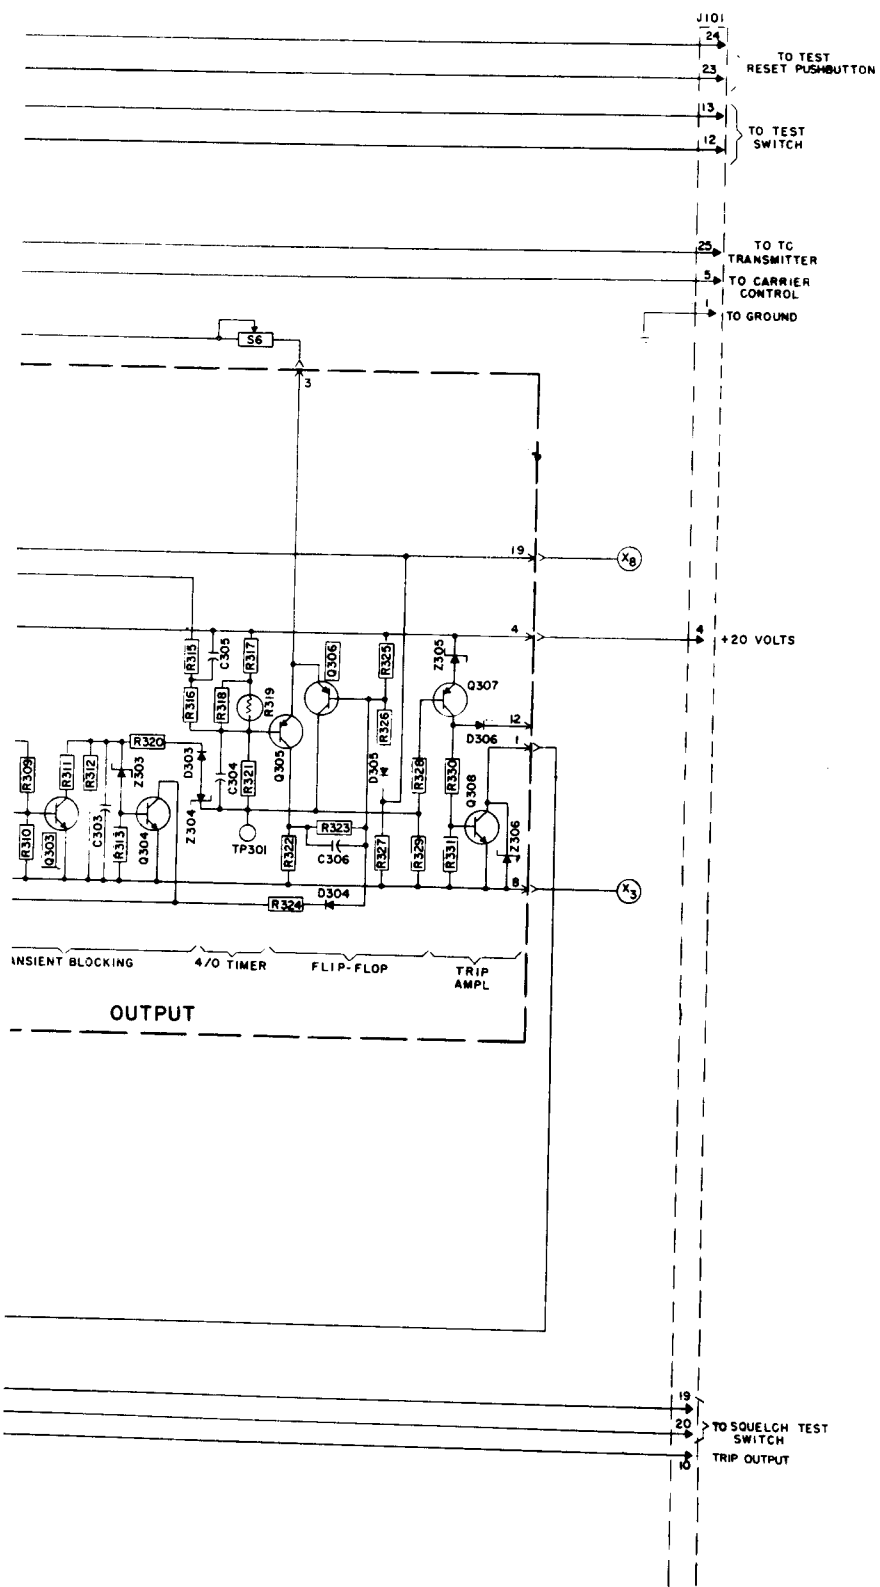 J101
24
TO TEST
RESET PUSHBUTTON
23
13
TO TEST
SWITCH
12
25
TO TC
TRANSMITTER
5
TO CARRIER
CONTROL
1
TO GROUND
S6
3
19
X8
4
4
+20 VOLTS
R315
C305
R317
Q306
R325
Z305
Q307
R316
R318
R319
R326
12
D306
1
R309
R311
R312
Z303
R320
D303
C304
R321
Q305
D305
R328
R330
Q308
R310
Q303
C303
R313
Q304
Z304
TP301
R322
R323
C306
R327
R329
R331
Z306
8
X3
R324
D304
ANSIENT BLOCKING
4/0 TIMER
FLIP-FLOP
TRIP
AMPL
OUTPUT
19
20
TO SQUELCH TEST
SWITCH
10
TRIP OUTPUT